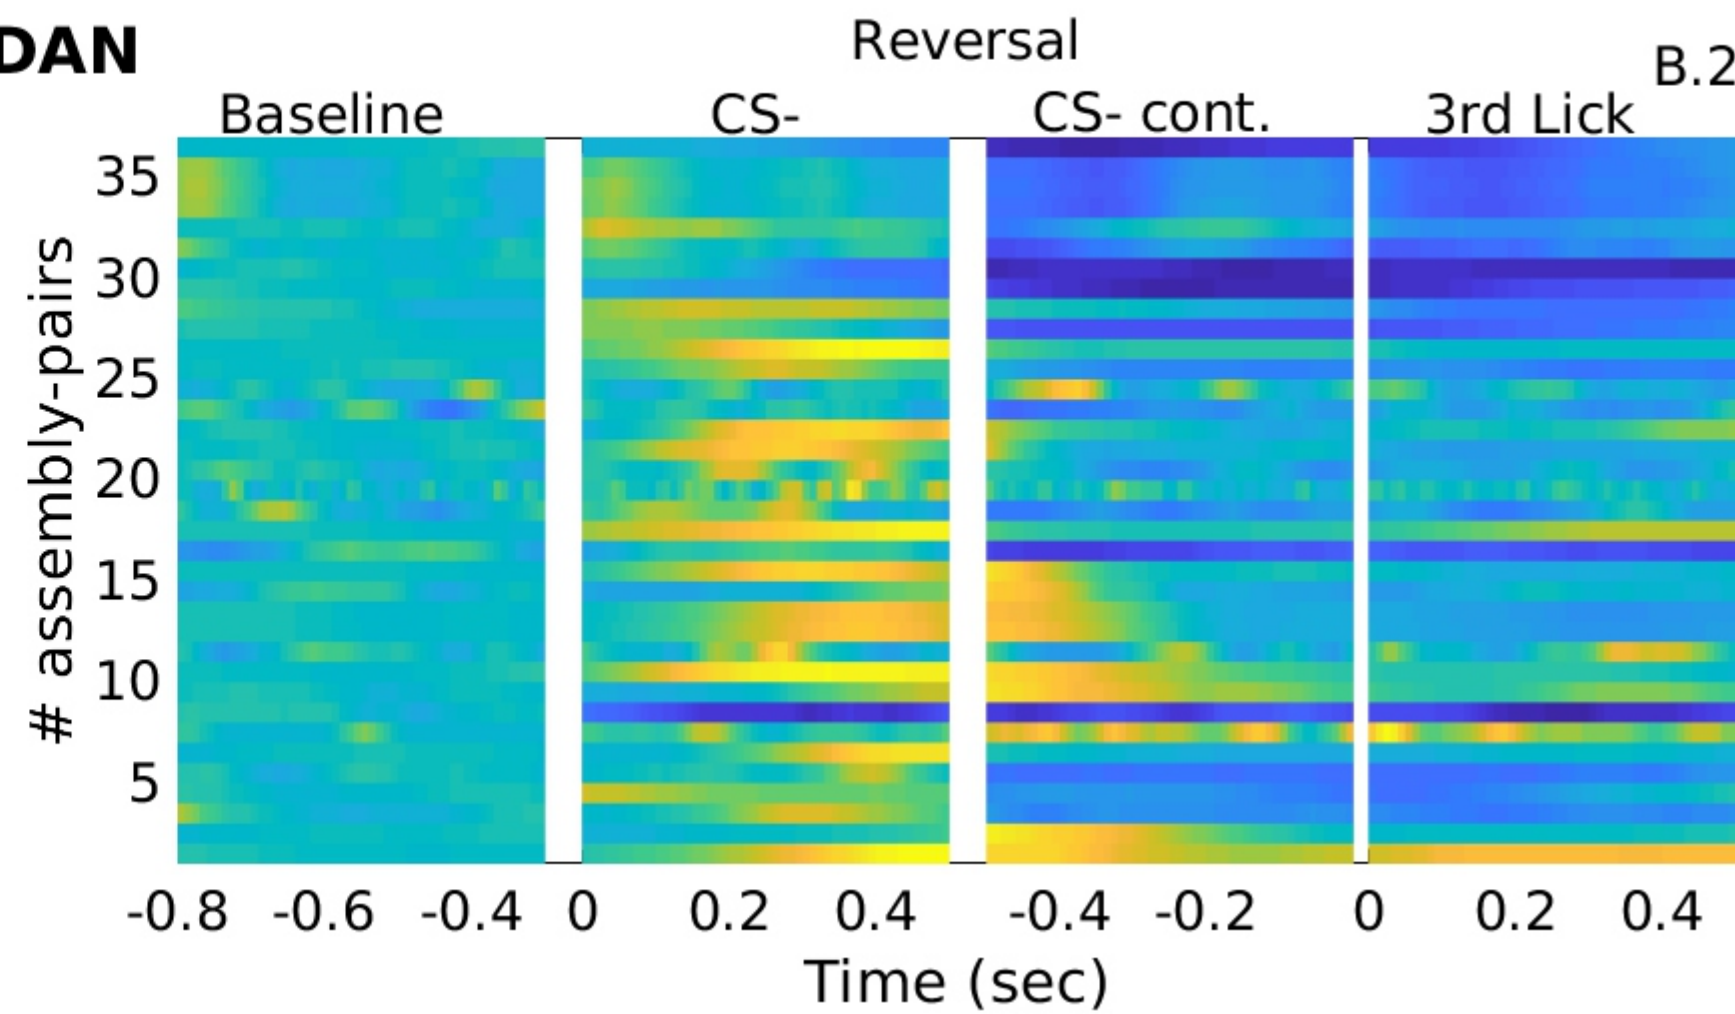 DAN
Reversal
B.2
Baseline CS- CS- cont. 3rd Lick
35
30
25
20
15
10
5
# assembly-pairs
-0.8 -0.6 -0.4 0 0.2 0.4 -0.4 -0.2 0 0.2 0.4
Time (sec)